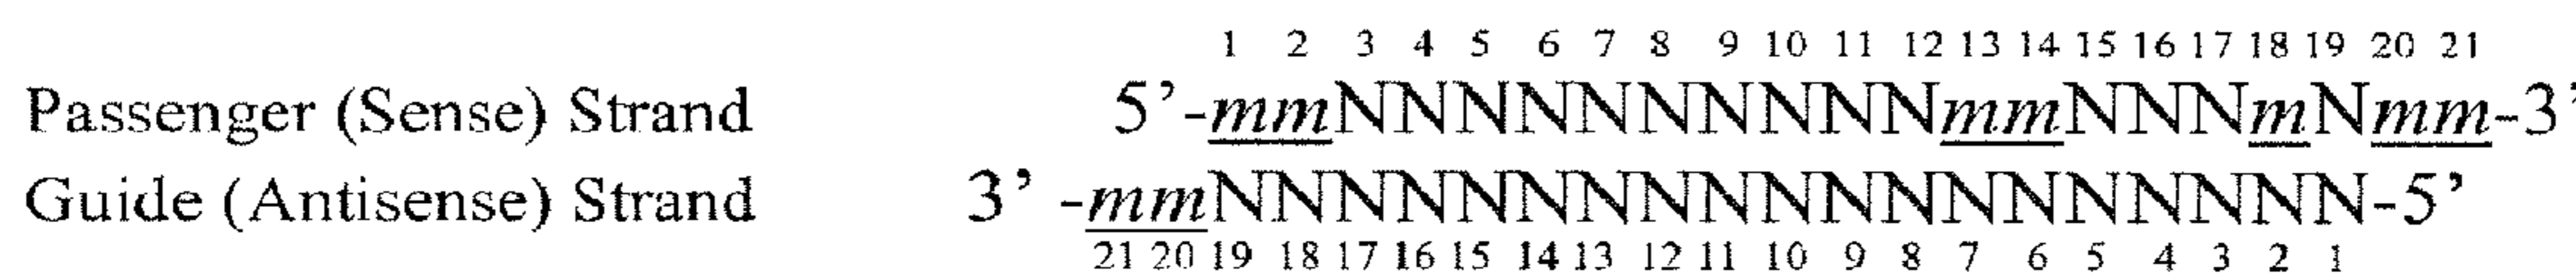 1 2 3 4 5 6 7 8 9 10 11 12 13 14 15 16 17 18 19 20 21
Passenger (Sense) Strand 5’-mmNNNNNNNNNNmmNNNmNmm-3’
Guide (Antisense) Strand 3’ -mmNNNNNNNNNNNNNNNNNNN-5’
21 20 19 18 17 16 15 14 13 12 11 10 9 8 7 6 5 4 3 2 1